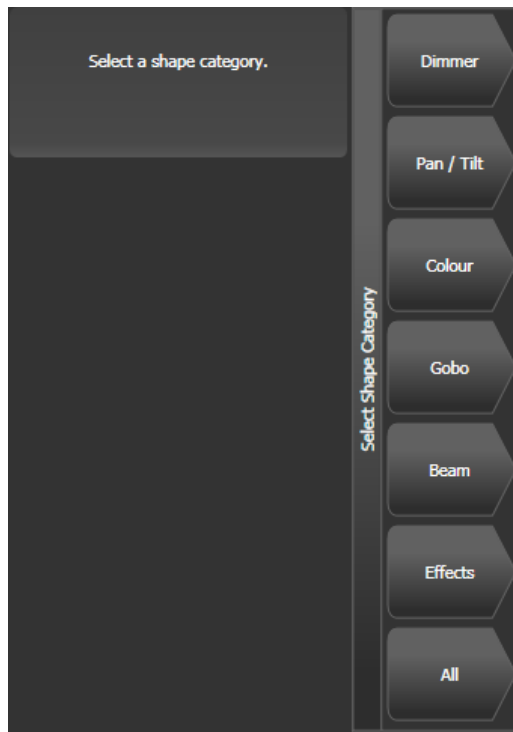 Select a shape category.
Select Shape Category
Dimmer
Pan / Tilt
Colour
Gobo
Beam
Effects
All